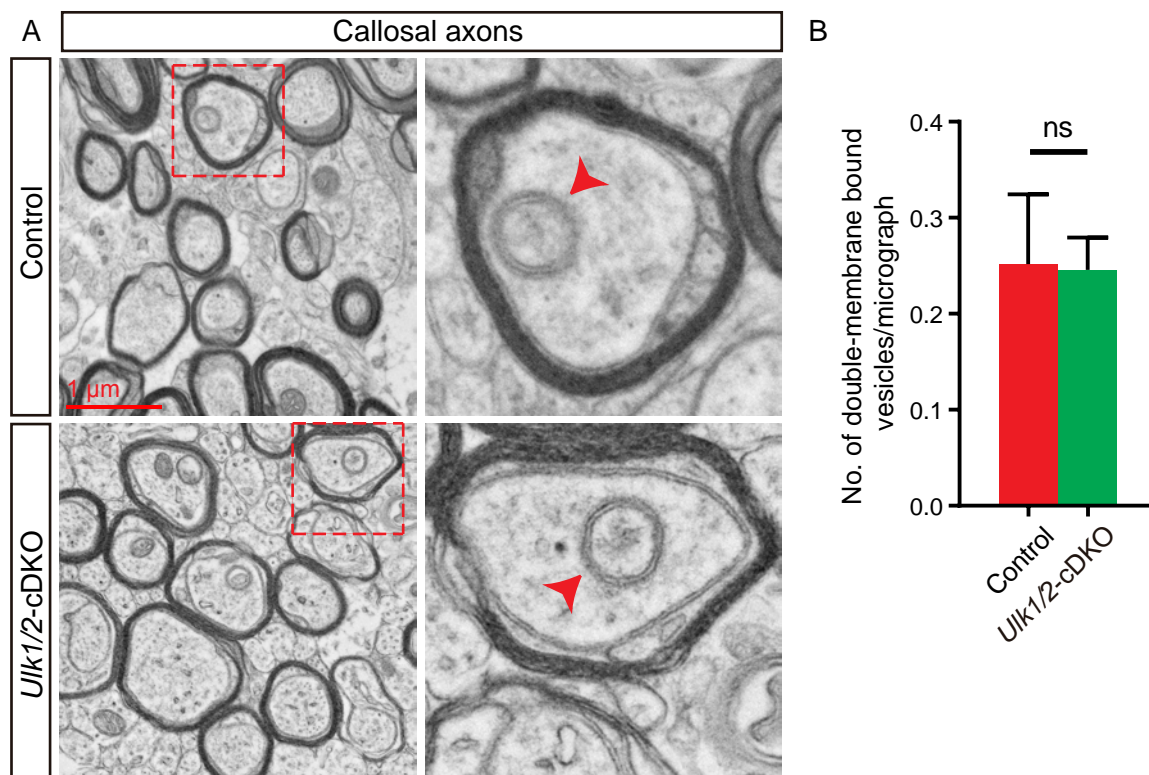 A
Callosal axons
Control
1 µm
Ulk1/2-cDKO
B
No. of double-membrane bound
vesicles/micrograph
0.4
0.3
0.2
0.1
0.0
ns
Control
Ulk1/2-cDKO